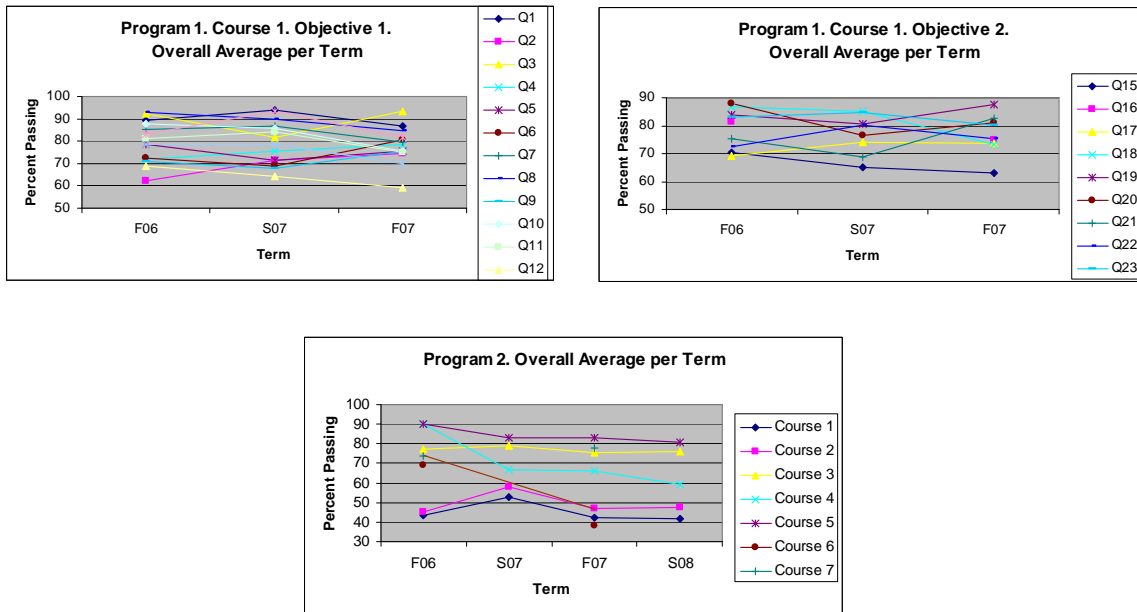 Program 1. Course 1. Objective 1.
Overall Average per Term
Percent Passing
100
90
80
70
60
50
F06
S07
F07
Term
Q1
Q2
Q3
Q4
Q5
Q6
Q7
Q8
Q9
Q10
Q11
Q12
Program 1. Course 1. Objective 2.
Overall Average per Term
Percent Passing
90
80
70
60
50
F06
S07
F07
Term
Q15
Q16
Q17
Q18
Q19
Q20
Q21
Q22
Q23
Program 2. Overall Average per Term
Percent Passing
100
90
80
70
60
50
40
30
F06
S07
F07
S08
Term
Course 1
Course 2
Course 3
Course 4
Course 5
Course 6
Course 7